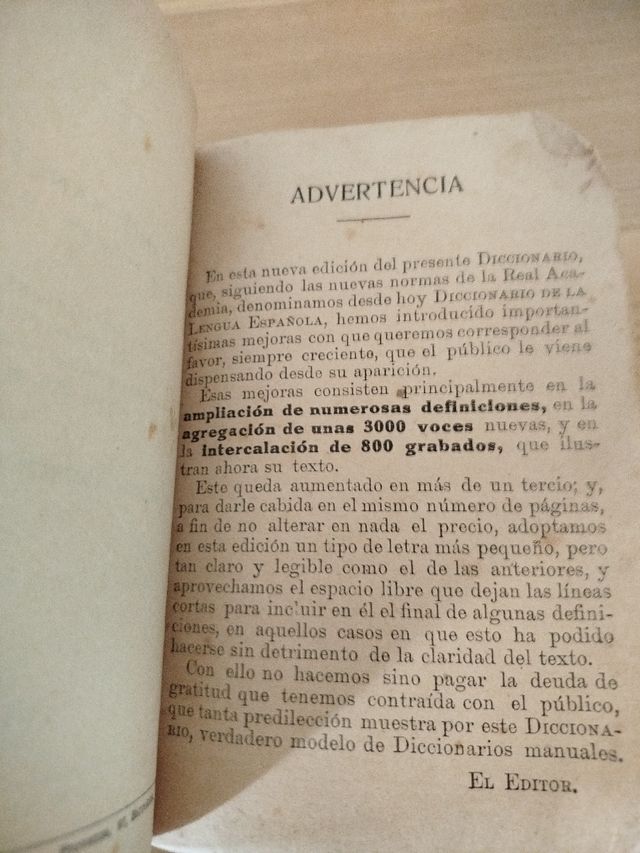 ADVERTENCIA
En esta nueva edición del presente DICCIONARIO,
que, siguiendo las nuevas normas de la Real Aca-
demia, denominamos desde hoy DICCIONARIO DE LA
LENGUA ESPAÑOLA, hemos introducido importan-
tísimas mejoras con que queremos corresponder al
favor, siempre creciente, que el público le viene
dispensando desde su aparición.
Esas mejoras consisten principalmente en la
ampliación de numerosas definiciones, en la
agregación de unas 3000 voces nuevas, y en
la intercalación de 800 grabados, que ilus-
tran ahora su texto.
Este queda aumentado en más de un tercio; y,
para darle cabida en el mismo número de páginas,
a fin de no alterar en nada el precio, adoptamos
en esta edición un tipo de letra más pequeño, pero
tan claro y legible como el de las anteriores, y
aprovechamos el espacio libre que dejan las líneas
cortas para incluir en él el final de algunas defini-
ciones, en aquellos casos en que esto ha podido
hacerse sin detrimento de la claridad del texto.
Con ello no hacemos sino pagar la deuda de
gratitud que tenemos contraída con el público,
que tanta predilección muestra por este DICCIONA-
RIO, verdadero modelo de Diccionarios manuales.
EL EDITOR.